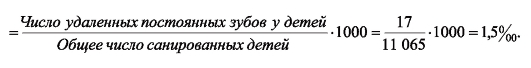 = Число удаленных постоянных зубов у детей / Общее число санированных детей · 1000 = 17 / 11 065 · 1000 = 1,5 ‰.